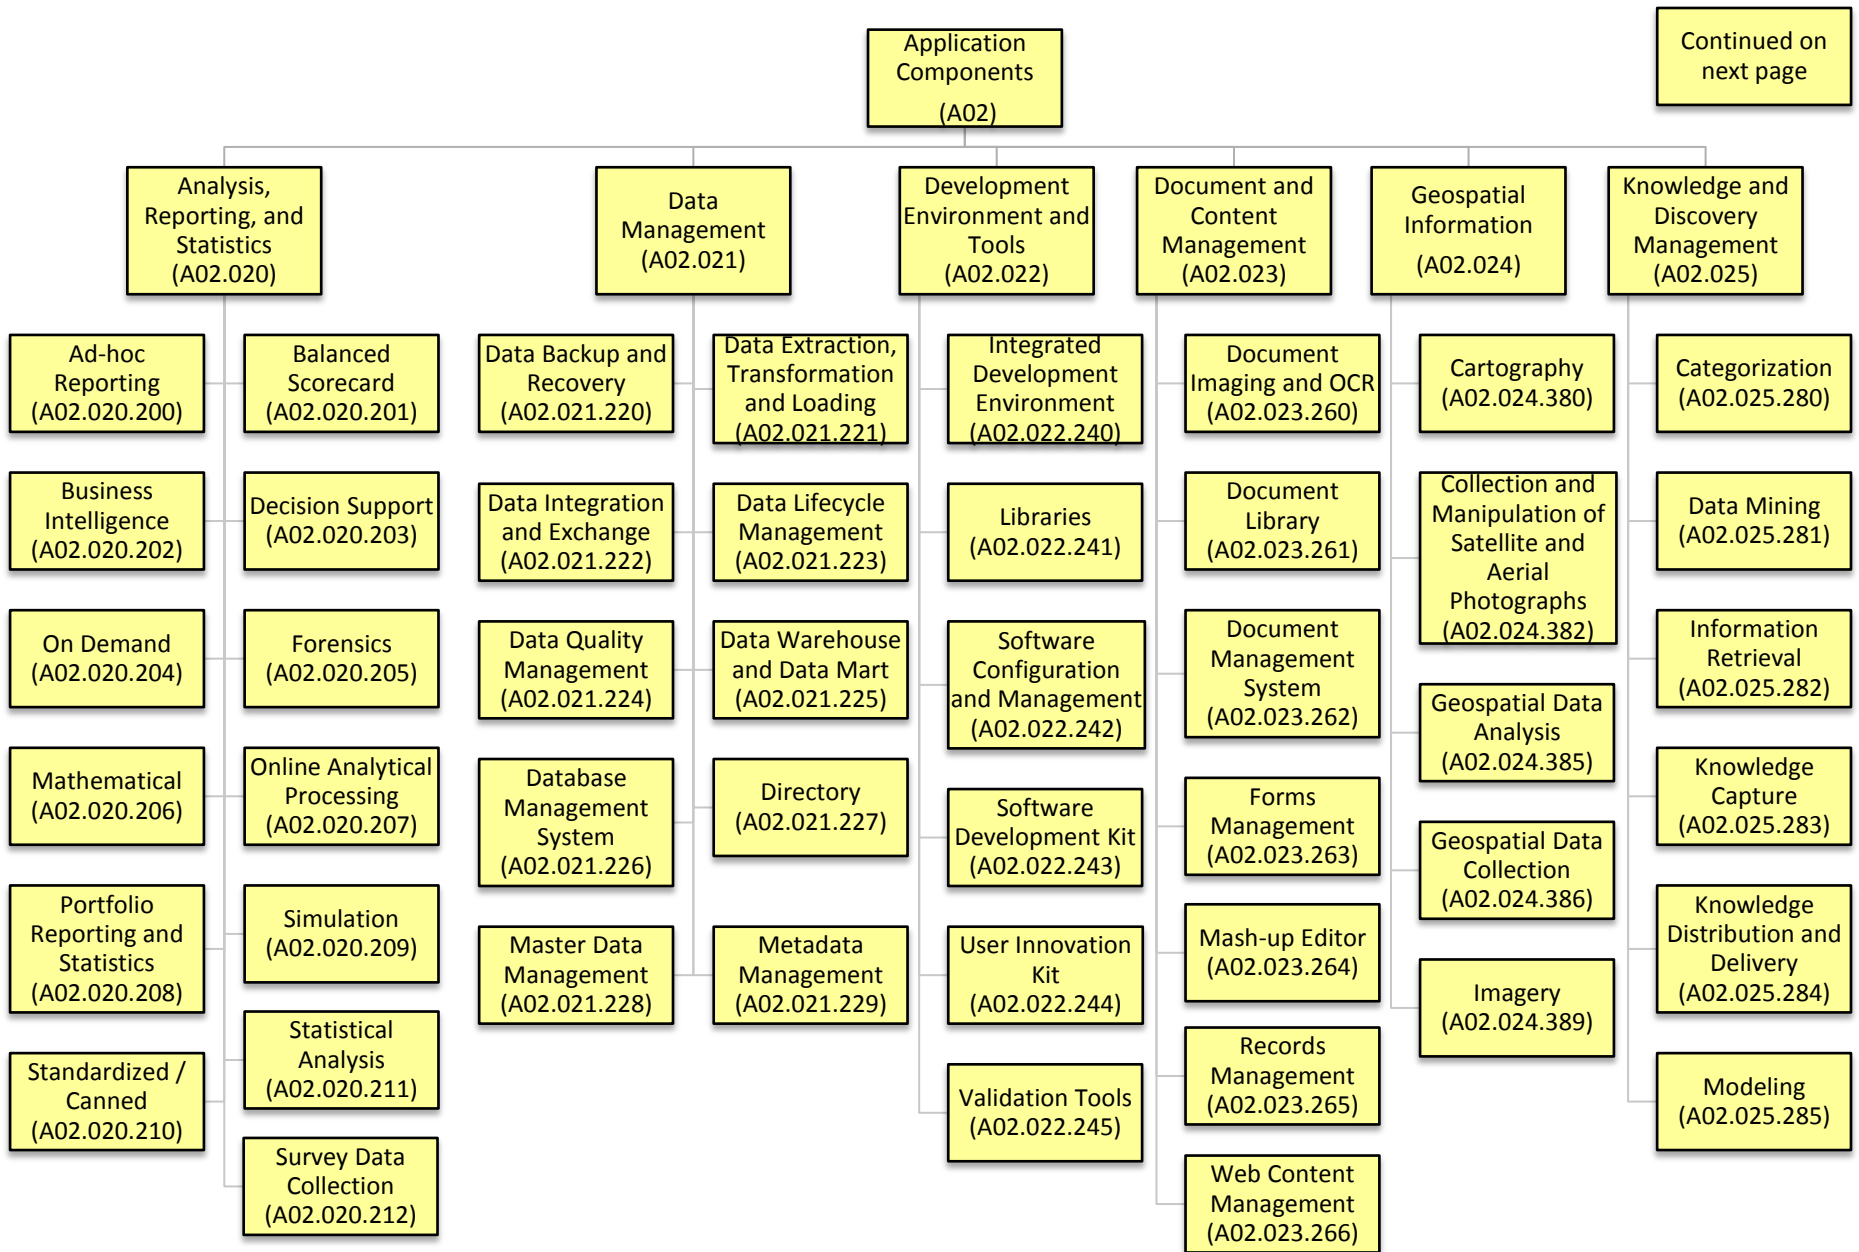 Application
Components
(A02)
Continued on
next page
Analysis,
Reporting, and
Statistics
(A02.020)
Data
Management
(A02.021)
Development
Environment and
Tools
(A02.022)
Document and
Content
Management
(A02.023)
Geospatial
Information
(A02.024)
Knowledge and
Discovery
Management
(A02.025)
Ad-hoc
Reporting
(A02.020.200)
Balanced
Scorecard
(A02.020.201)
Business
Intelligence
(A02.020.202)
Decision Support
(A02.020.203)
On Demand
(A02.020.204)
Forensics
(A02.020.205)
Mathematical
(A02.020.206)
Online Analytical
Processing
(A02.020.207)
Portfolio
Reporting and
Statistics
(A02.020.208)
Simulation
(A02.020.209)
Standardized /
Canned
(A02.020.210)
Statistical
Analysis
(A02.020.211)
Survey Data
Collection
(A02.020.212)
Data Backup and
Recovery
(A02.021.220)
Data Extraction,
Transformation
and Loading
(A02.021.221)
Data Integration
and Exchange
(A02.021.222)
Data Lifecycle
Management
(A02.021.223)
Data Quality
Management
(A02.021.224)
Data Warehouse
and Data Mart
(A02.021.225)
Database
Management
System
(A02.021.226)
Directory
(A02.021.227)
Master Data
Management
(A02.021.228)
Metadata
Management
(A02.021.229)
Integrated
Development
Environment
(A02.022.240)
Libraries
(A02.022.241)
Software
Configuration
and Management
(A02.022.242)
Software
Development Kit
(A02.022.243)
User Innovation
Kit
(A02.022.244)
Validation Tools
(A02.022.245)
Document
Imaging and OCR
(A02.023.260)
Document
Library
(A02.023.261)
Document
Management
System
(A02.023.262)
Forms
Management
(A02.023.263)
Mash-up Editor
(A02.023.264)
Records
Management
(A02.023.265)
Web Content
Management
(A02.023.266)
Cartography
(A02.024.380)
Collection and
Manipulation of
Satellite and
Aerial
Photographs
(A02.024.382)
Geospatial Data
Analysis
(A02.024.385)
Geospatial Data
Collection
(A02.024.386)
Imagery
(A02.024.389)
Categorization
(A02.025.280)
Data Mining
(A02.025.281)
Information
Retrieval
(A02.025.282)
Knowledge
Capture
(A02.025.283)
Knowledge
Distribution and
Delivery
(A02.025.284)
Modeling
(A02.025.285)